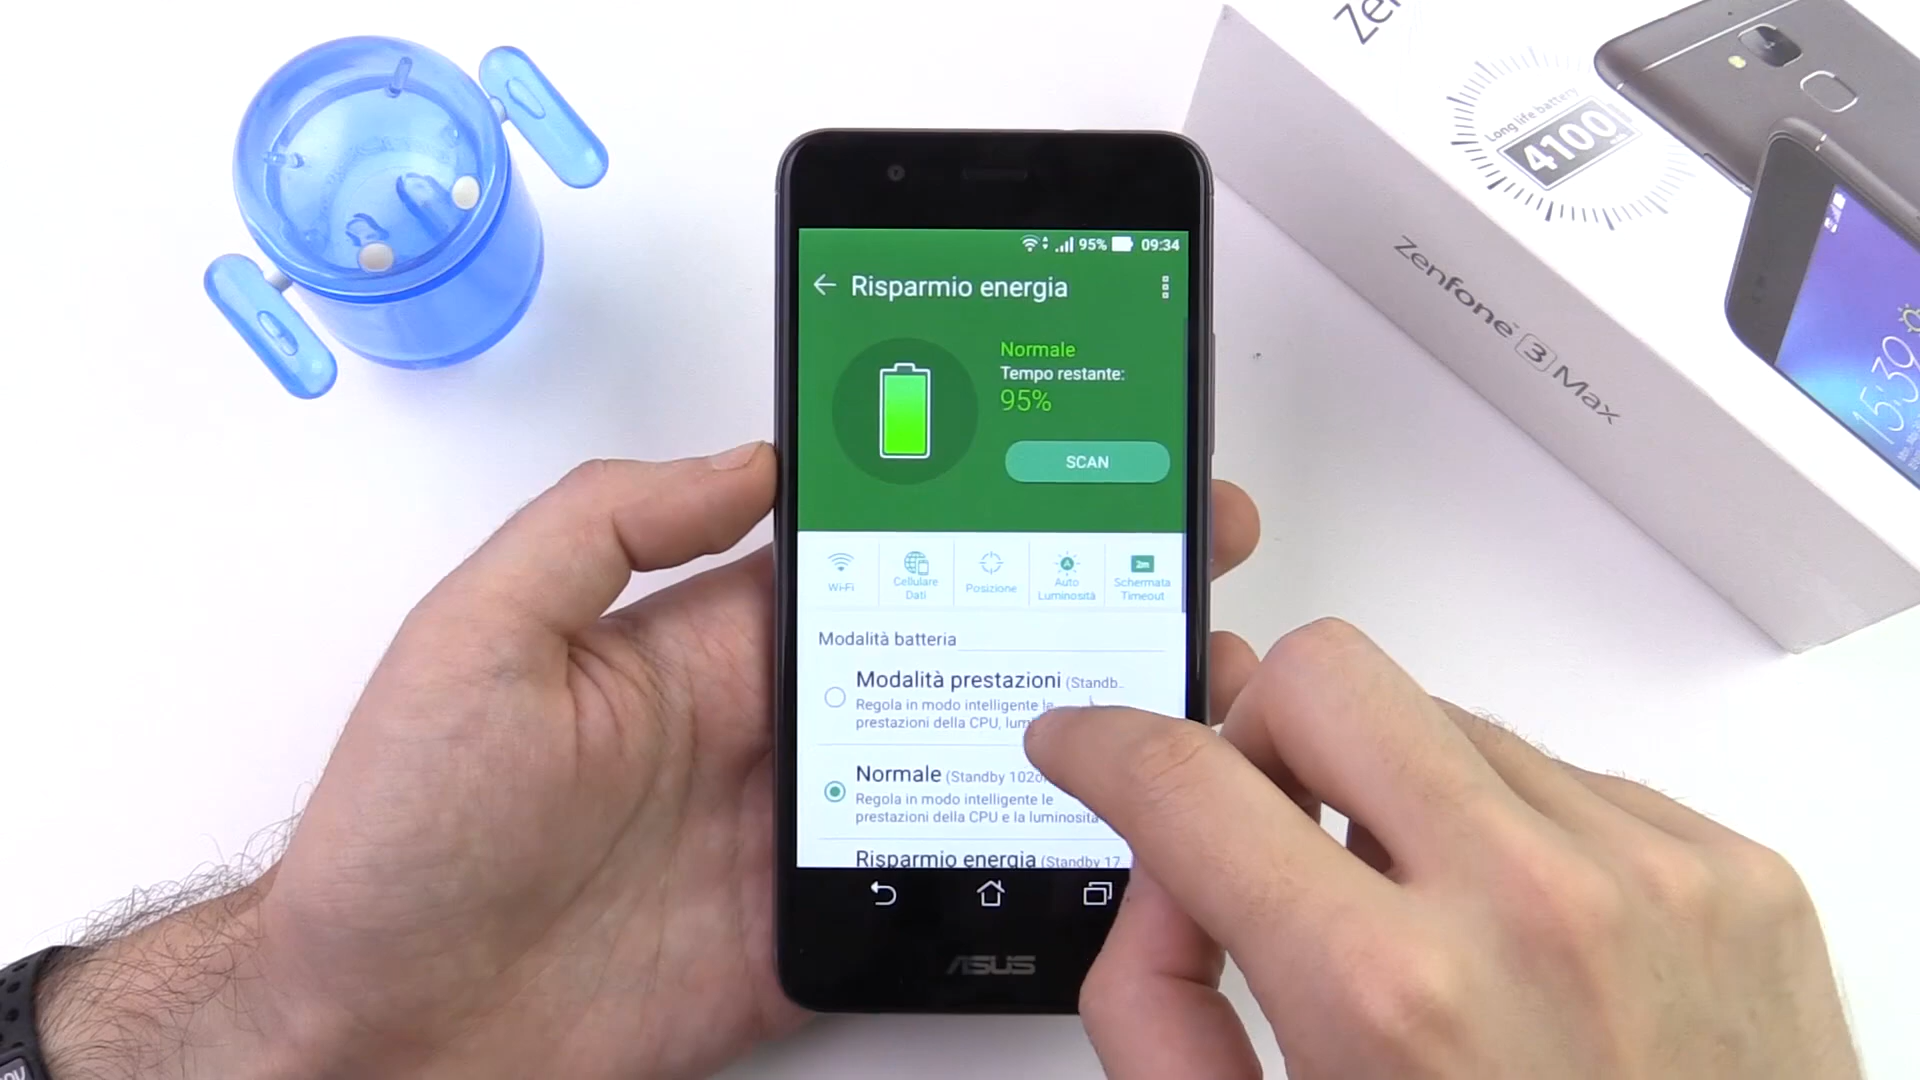 95% 09:34
Risparmio energia
Normale
Tempo restante:
95%
SCAN
Wi-Fi
Cellulare
Dati
Posizione
Auto
Luminosità
2m
Schermata
Timeout
Modalità batteria
Modalità prestazioni (Standb..
Regola in modo intelligente le
prestazioni della CPU,
Normale (Standby
Regola in modo intelligente le
prestazioni della CPU e la luminosità
Risparmio energia (Standby 17..
ASUS
Long life battery
4100
Zenfone 3 Max
15:39